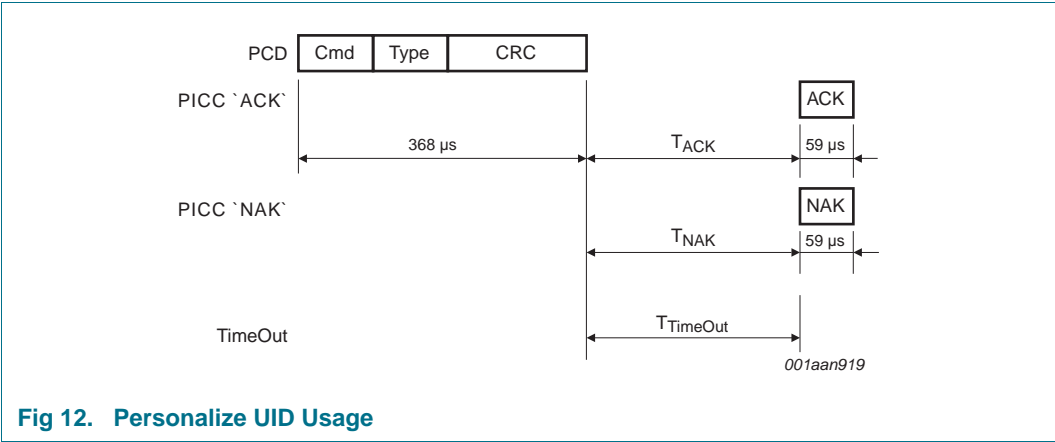 PCD Cmd Type CRC
PICC `ACK` ACK
368 µs TACK 59 µs
PICC `NAK` NAK
TNAK 59 µs
TimeOut TTimeOut
001aan919
Fig 12. Personalize UID Usage